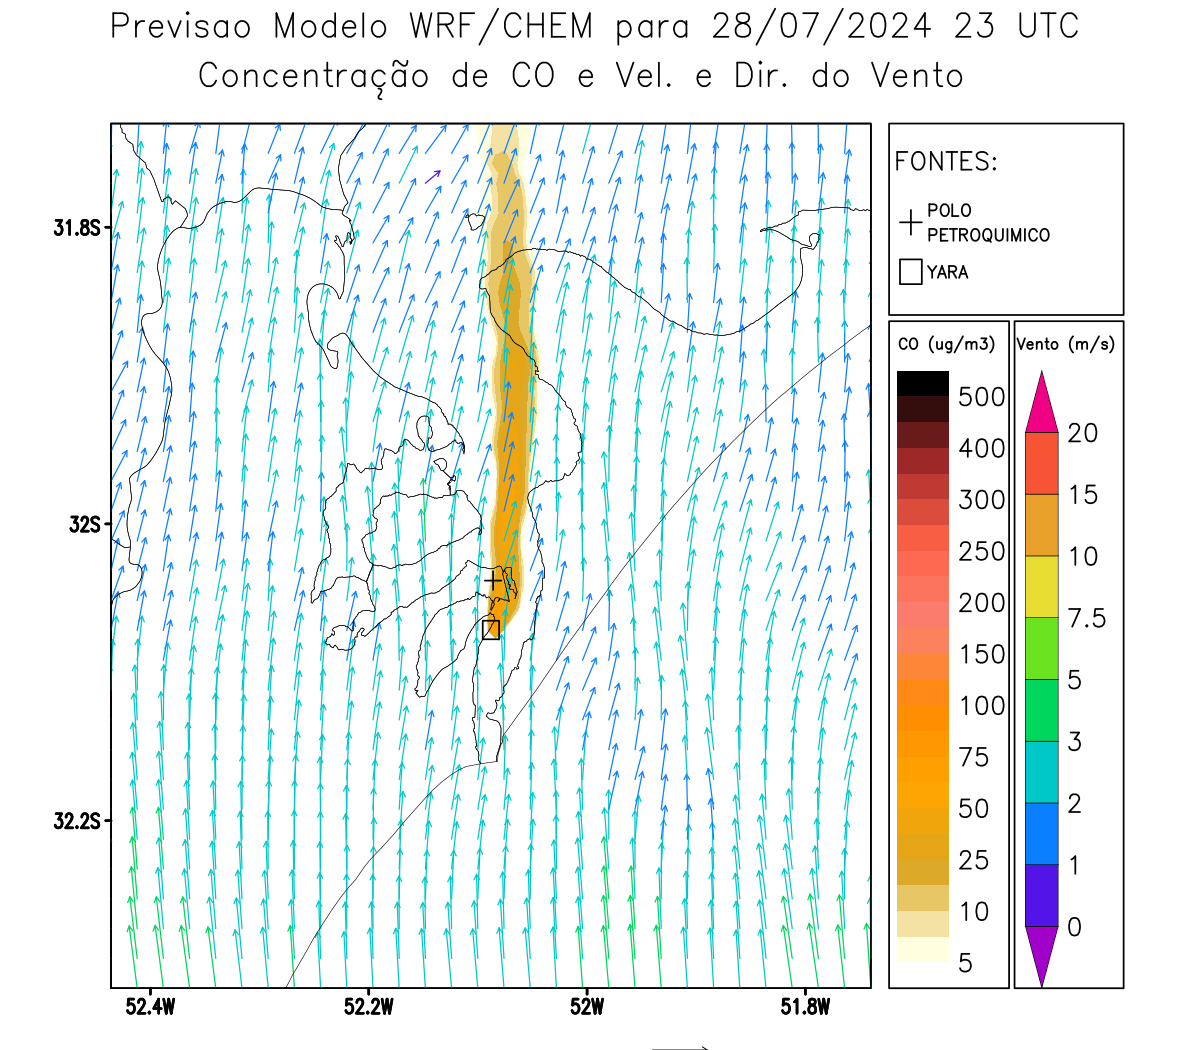 Previsao Modelo WRF/CHEM para 28/07/2024 23 UTC
Concentração de CO e Vel. e Dir. do Vento
FONTES:
POLO
PETROQUIMICO
YARA
CO (ug/m3)
500
400
300
250
200
150
100
75
50
25
10
5
Vento (m/s)
20
15
10
7.5
5
3
2
1
0
31.8S
32S
32.2S
52.4W
52.2W
52W
51.8W